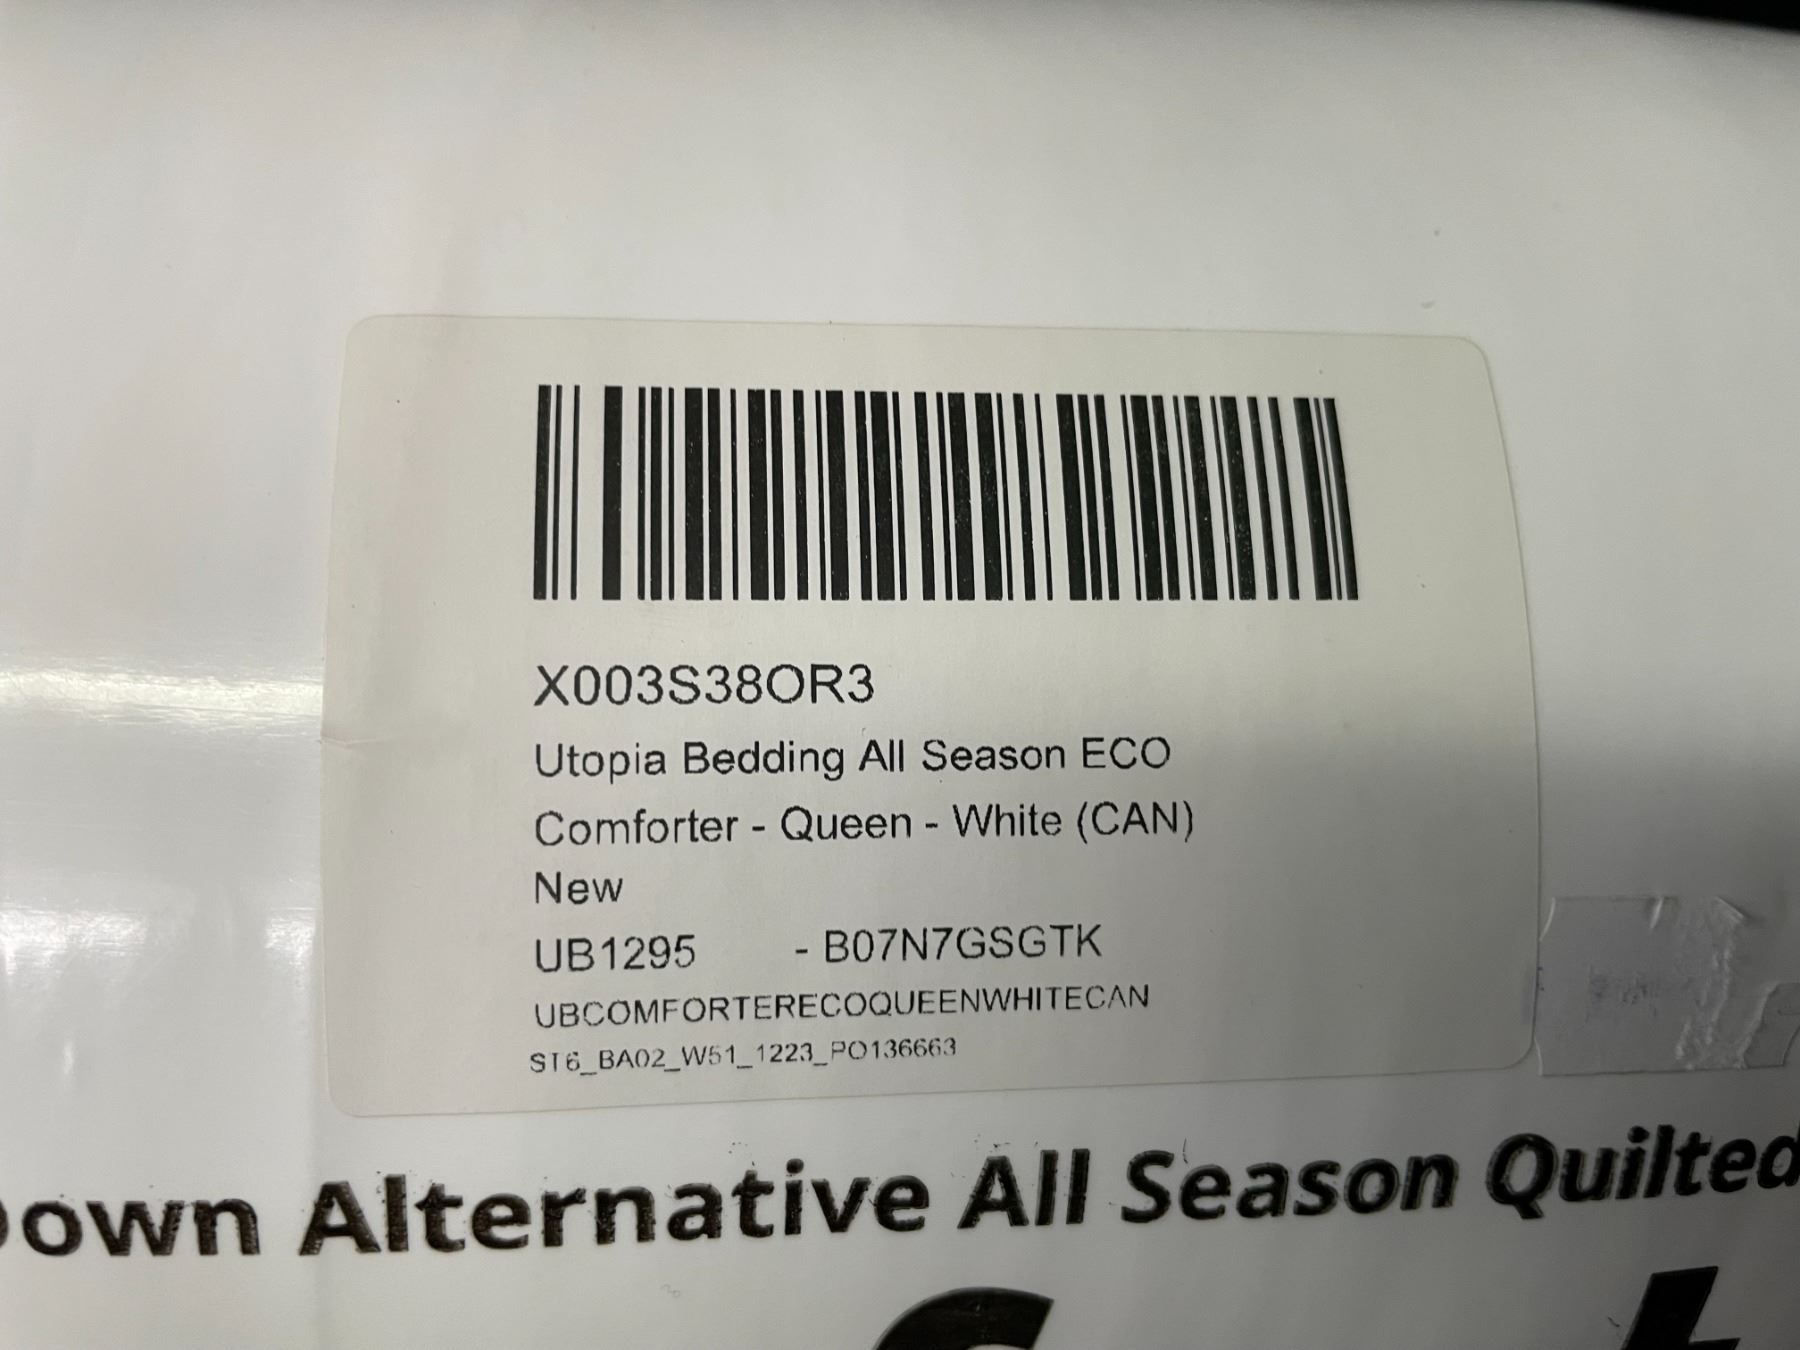 X003S38OR3
Utopia Bedding All Season ECO
Comforter - Queen - White (CAN)
New
UB1295 - B07N7GSGTK
UBCOMFORTERECOQUEENWHITECAN
ST6_BA02_W51_1223_PO136663
Down Alternative All Season Quilted